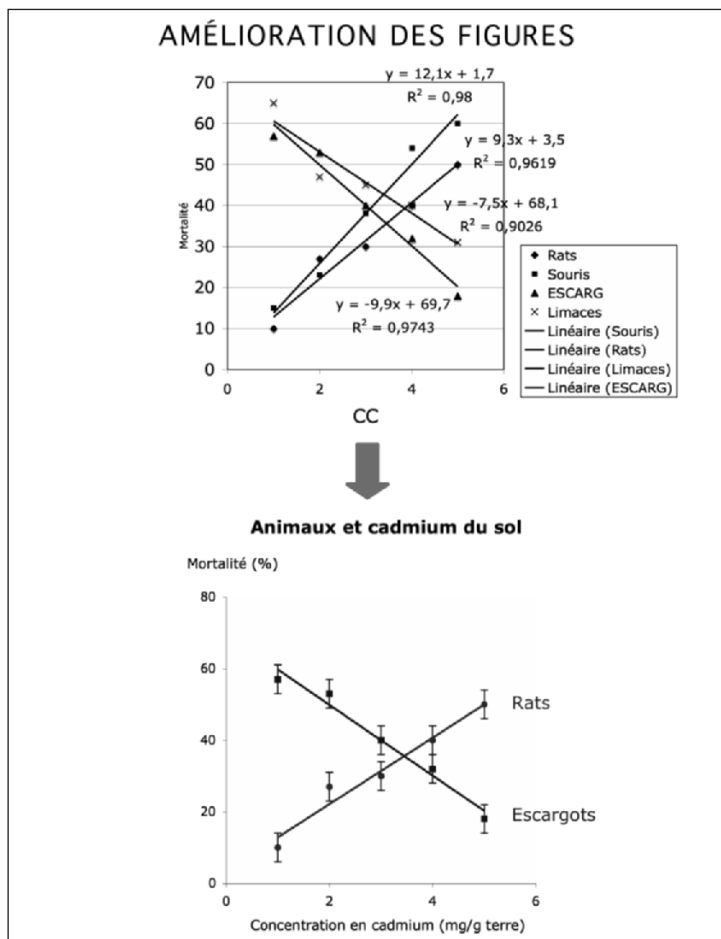 AMÉLIORATION DES FIGURES
y = 12,1x + 1,7
R² = 0,98
y = 9,3x + 3,5
R² = 0,9619
y = -7,5x + 68,1
R² = 0,9026
y = -9,9x + 69,7
R² = 0,9743
Mortalité
70
60
50
40
30
20
10
0
0
2
4
6
CC
Rats
Souris
ESCARG
Limaces
Linéaire (Souris)
Linéaire (Rats)
Linéaire (Limaces)
Linéaire (ESCARG)
Animaux et cadmium du sol
Mortalité (%)
80
60
40
20
0
0
2
4
6
Rats
Escargots
Concentration en cadmium (mg/g terre)